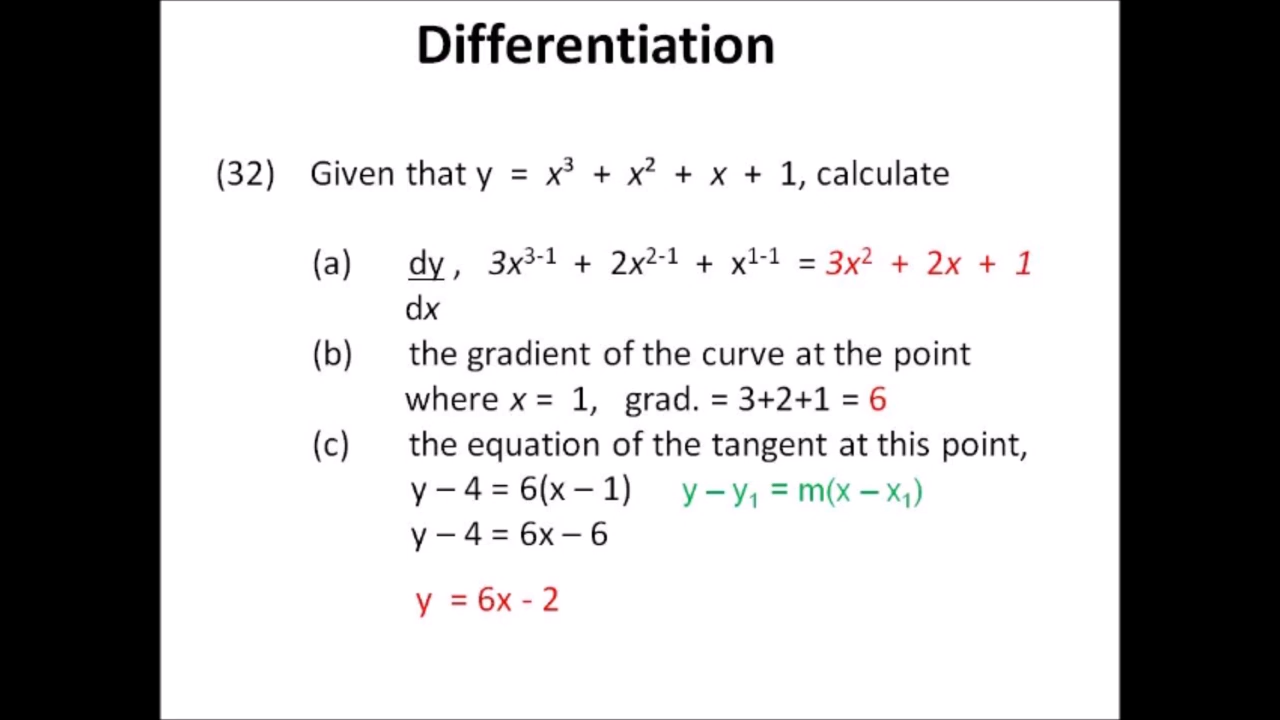 Differentiation
(32) Given that y = x³ + x² + x + 1, calculate
(a) dy , 3x³⁻¹ + 2x²⁻¹ + x¹⁻¹ = 3x² + 2x + 1
dx
(b) the gradient of the curve at the point
where x = 1, grad. = 3+2+1 = 6
(c) the equation of the tangent at this point,
y – 4 = 6(x – 1) y – y₁ = m(x – x₁)
y – 4 = 6x – 6
y = 6x - 2